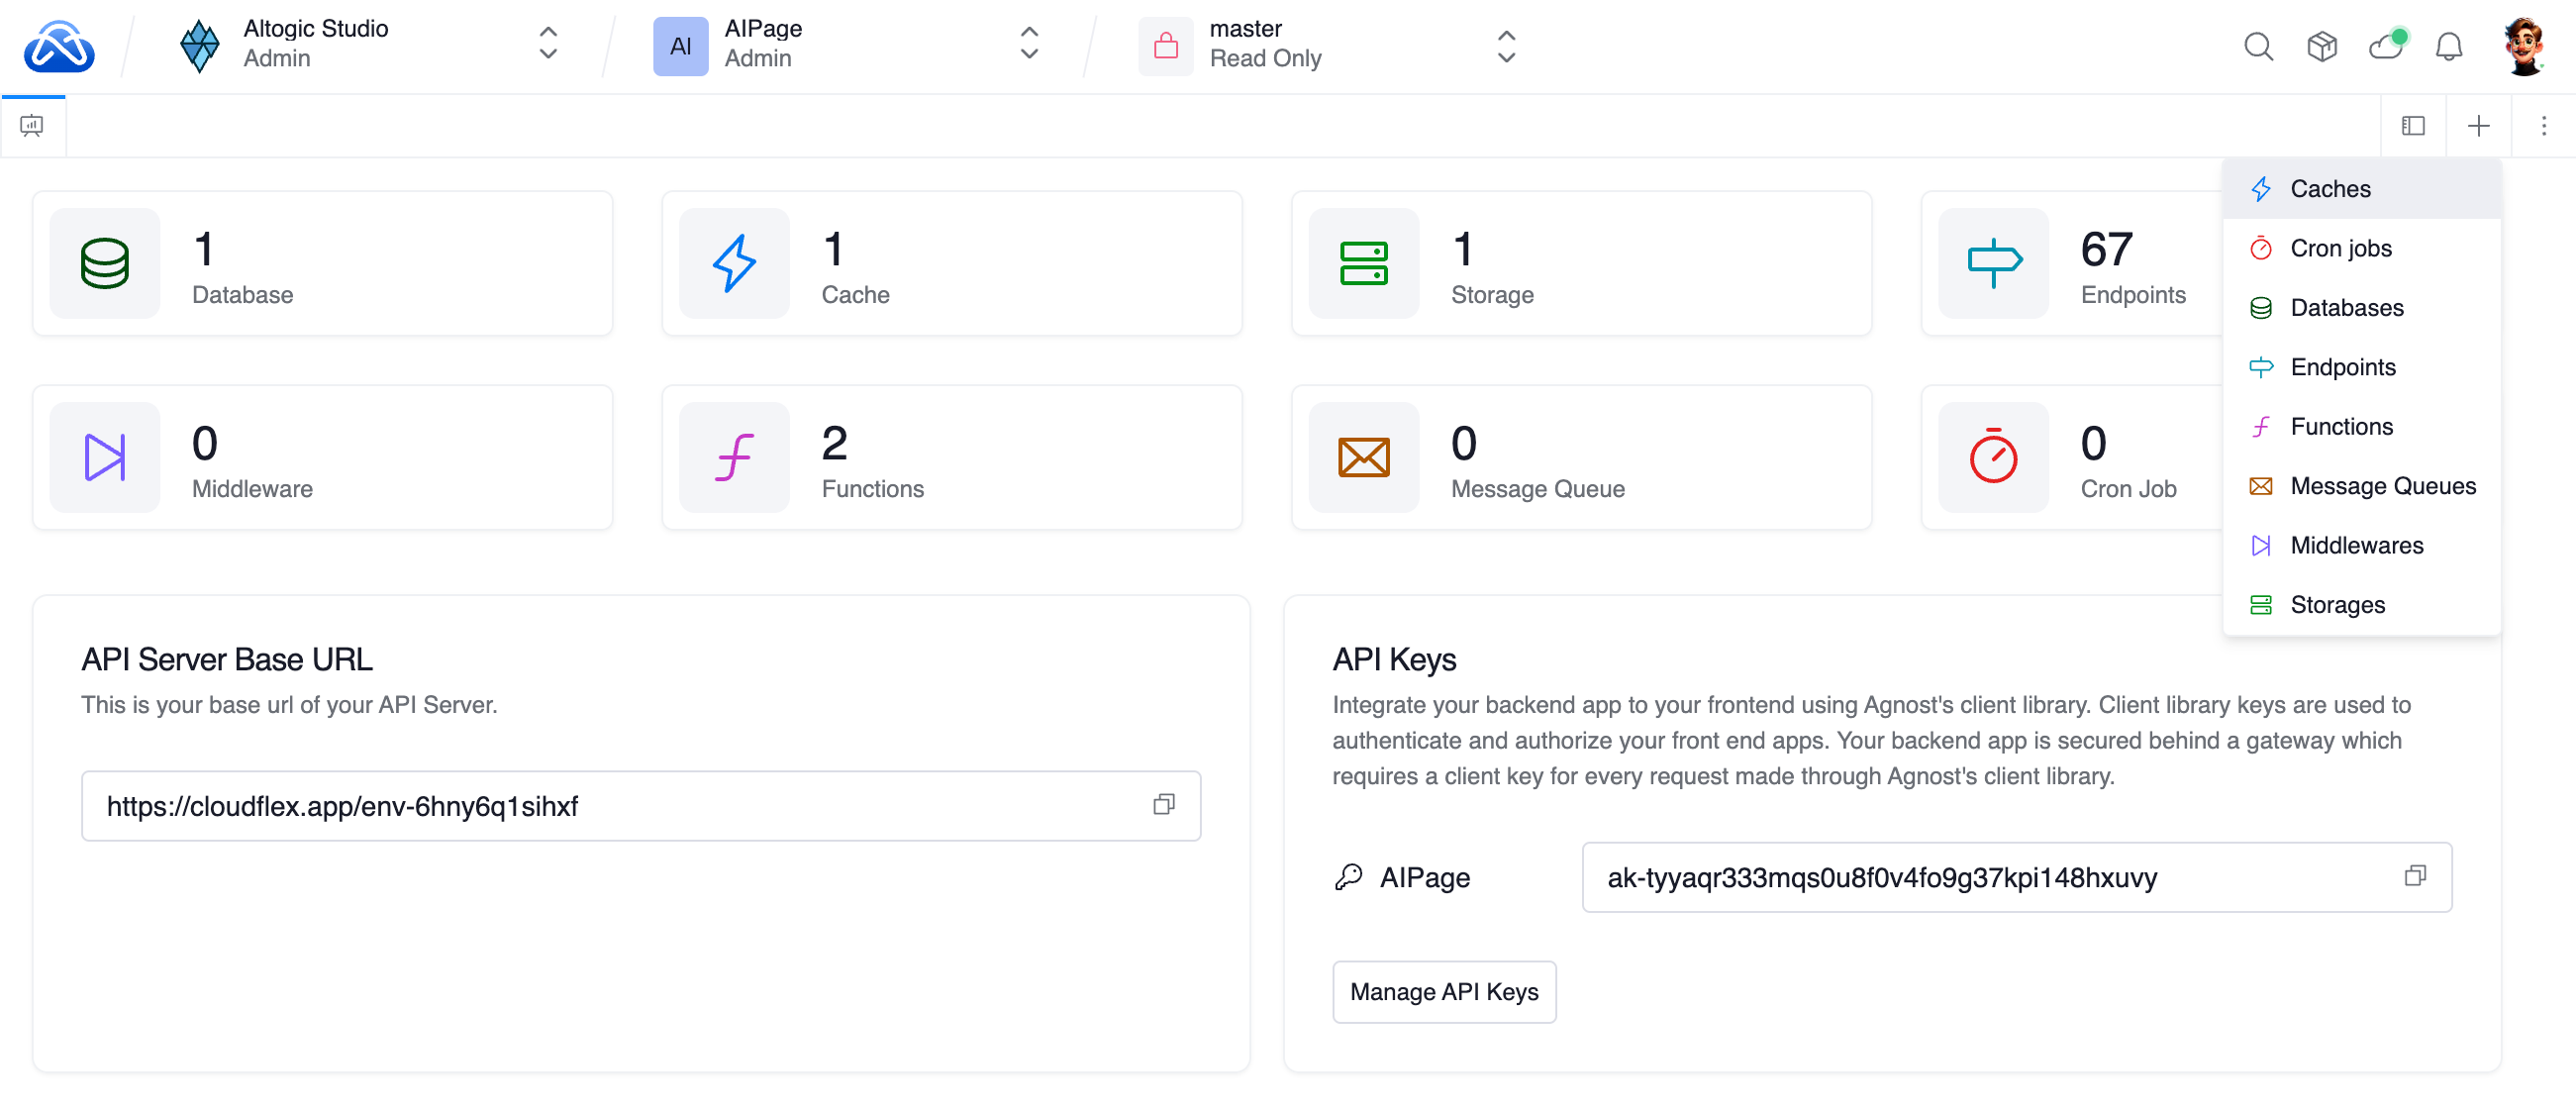 Altogic Studio
Admin
AI
AIPage
Admin
master
Read Only
1
Database
1
Cache
1
Storage
67
Endpoints
0
Middleware
2
Functions
0
Message Queue
0
Cron Job
Caches
Cron jobs
Databases
Endpoints
Functions
Message Queues
Middlewares
Storages
API Server Base URL
This is your base url of your API Server.
https://cloudflex.app/env-6hny6q1sihxf
API Keys
Integrate your backend app to your frontend using Agnost's client library. Client library keys are used to
authenticate and authorize your front end apps. Your backend app is secured behind a gateway which
requires a client key for every request made through Agnost's client library.
AIPage
ak-tyyaqr333mqs0u8f0v4fo9g37kpi148hxuvy
Manage API Keys